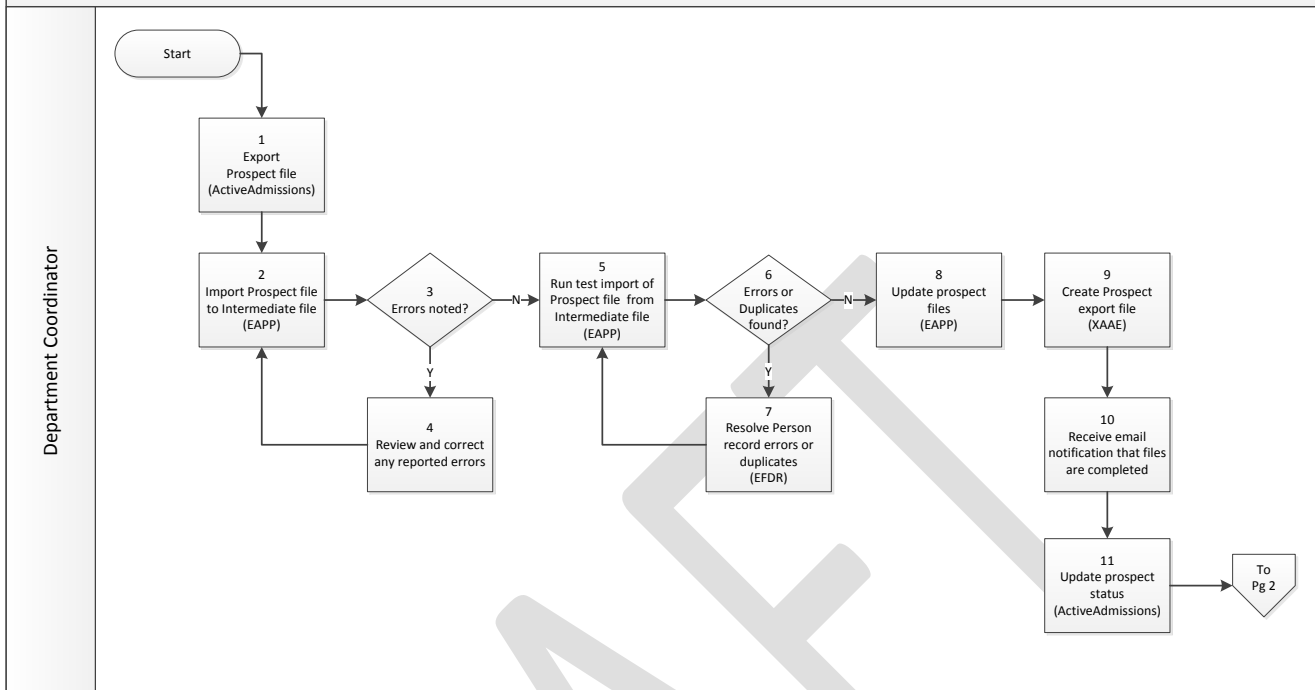 Department Coordinator
Start
1
Export
Prospect file
(ActiveAdmissions)
2
Import Prospect file
to Intermediate file
(EAPP)
3
Errors noted?
N
Y
4
Review and correct
any reported errors
5
Run test import of
Prospect file from
Intermediate file
(EAPP)
6
Errors or
Duplicates
found?
N
Y
7
Resolve Person
record errors or
duplicates
(EFDR)
8
Update prospect
files
(EAPP)
9
Create Prospect
export file
(XAAE)
10
Receive email
notification that files
are completed
11
Update prospect
status
(ActiveAdmissions)
To
Pg 2